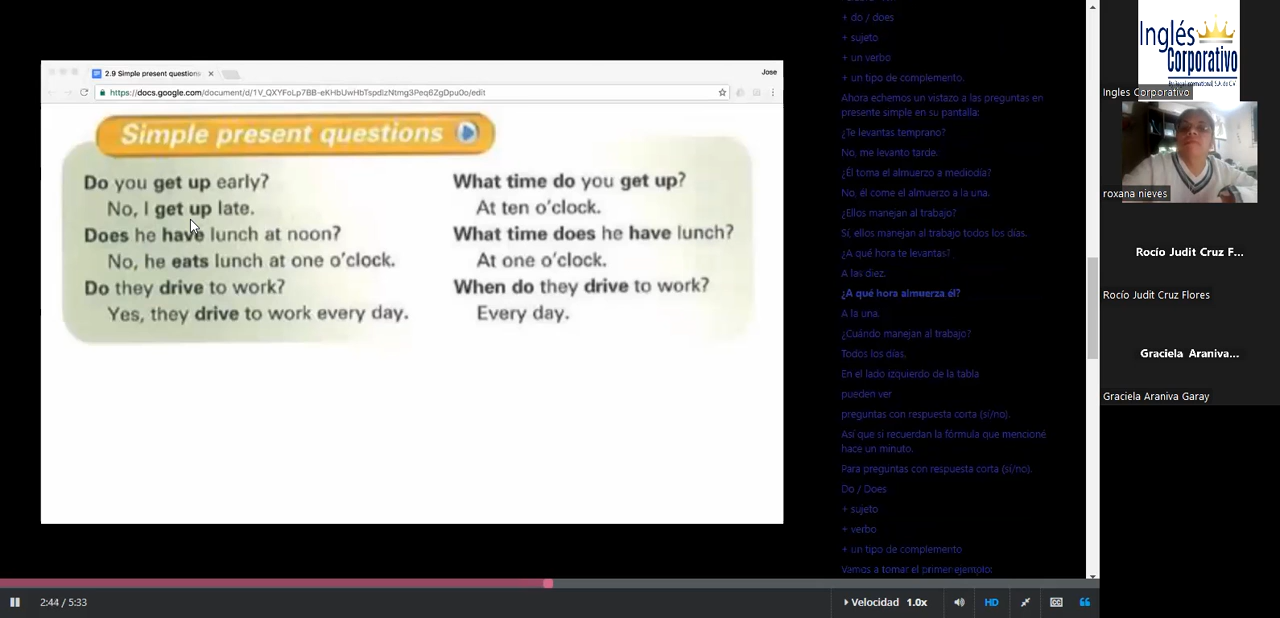 2.9 Simple present questions
Jose
https://docs.google.com/document/d/1V_QXYFoLp7BB-eKHbUwHbTspdlzNtmg3Peq6ZgDpu0o/edit
Simple present questions
Do you get up early?
No, I get up late.
Does he have lunch at noon?
No, he eats lunch at one o'clock.
Do they drive to work?
Yes, they drive to work every day.
What time do you get up?
At ten o'clock.
What time does he have lunch?
At one o'clock.
When do they drive to work?
Every day.
+ do / does
+ sujeto
+ un verbo
+ un tipo de complemento.
Ahora echemos un vistazo a las preguntas en
presente simple en su pantalla:
¿Te levantas temprano?
No, me levanto tarde.
¿Él toma el almuerzo a mediodía?
No, él come el almuerzo a la una.
¿Ellos manejan al trabajo?
Sí, ellos manejan al trabajo todos los días.
¿A qué hora te levantas?
A las diez.
¿A qué hora almuerza él?
A la una.
¿Cuándo manejan al trabajo?
Todos los días.
En el lado izquierdo de la tabla
pueden ver
preguntas con respuesta corta (sí/no).
Así que si recuerdan la fórmula que mencioné
hace un minuto.
Para preguntas con respuesta corta (sí/no).
Do / Does
+ sujeto
+ verbo
+ un tipo de complemento
Vamos a tomar el primer ejemplo:
2:44 / 5:33
Velocidad 1.0x
HD
Inglés
Corporativo
Ingles Corporativo
roxana nieves
Rocío Judit Cruz F...
Rocío Judit Cruz Flores
Graciela Araniva...
Graciela Araniva Garay